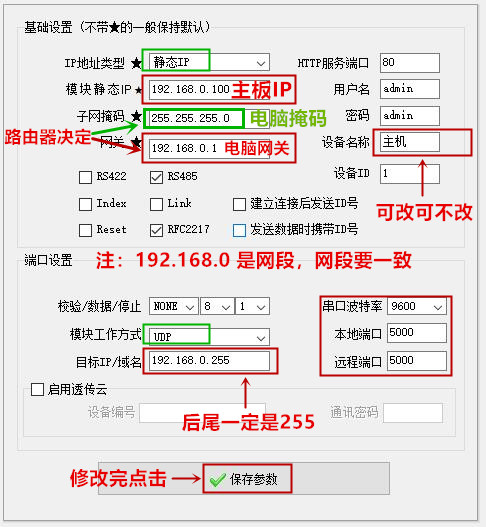 基础设置 (不带★的一般保持默认)
IP地址类型 ★ 静态IP HTTP服务端口 80
模块静态IP ★ 192.168.0.100 主板IP 用户名 admin
子网掩码 ★ 255.255.255.0 电脑掩码 密码 admin
路由器决定
网关 ★ 192.168.0.1 电脑网关 设备名称 主机
RS422 RS485 设备ID 1
可改可不改
Index Link 建立连接后发送ID号
Reset RFC2217 发送数据时携带ID号
注：192.168.0 是网段，网段要一致
端口设置
校验/数据/停止 NONE 8 1 串口波特率 9600
模块工作方式 UDP 本地端口 5000
目标IP/域名 192.168.0.255 远程端口 5000
启用透传云
设备编号 通讯密码
后尾一定是255
修改完点击 保存参数